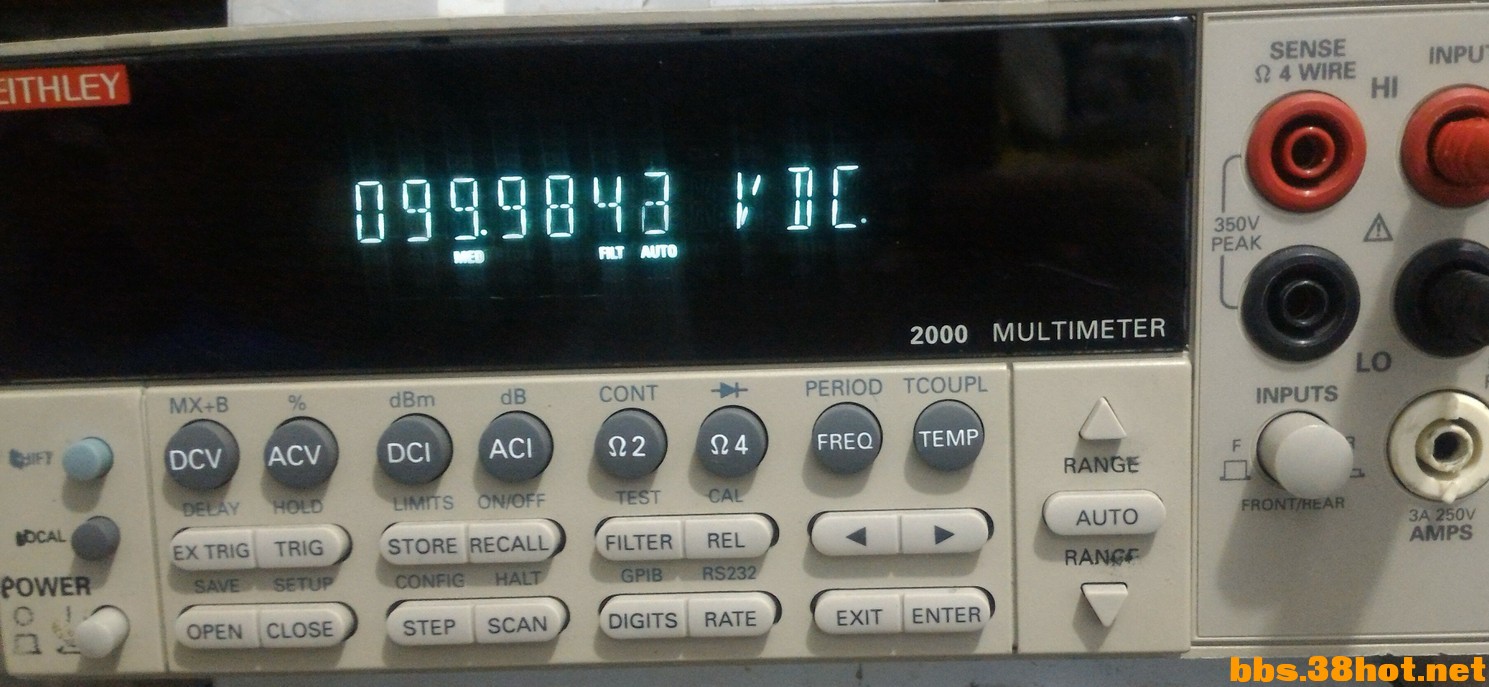 EITHLEY
099.9843 VDC.
MED FILT AUTO
2000 MULTIMETER
SENSE
Ω 4 WIRE
INPUT
HI
350V
PEAK
LO
INPUTS
F
R
FRONT/REAR
3A 250V
AMPS
MX+B % dBm dB CONT PERIOD TCOUPL
DCV ACV DCI ACI Ω2 Ω4 FREQ TEMP
SHIFT
DELAY HOLD LIMITS ON/OFF TEST CAL
LOCAL
EX TRIG TRIG STORE RECALL FILTER REL
SAVE SETUP CONFIG HALT GPIB RS232
POWER
OPEN CLOSE STEP SCAN DIGITS RATE EXIT ENTER
RANGE
AUTO
RANGE
bbs.38hot.net